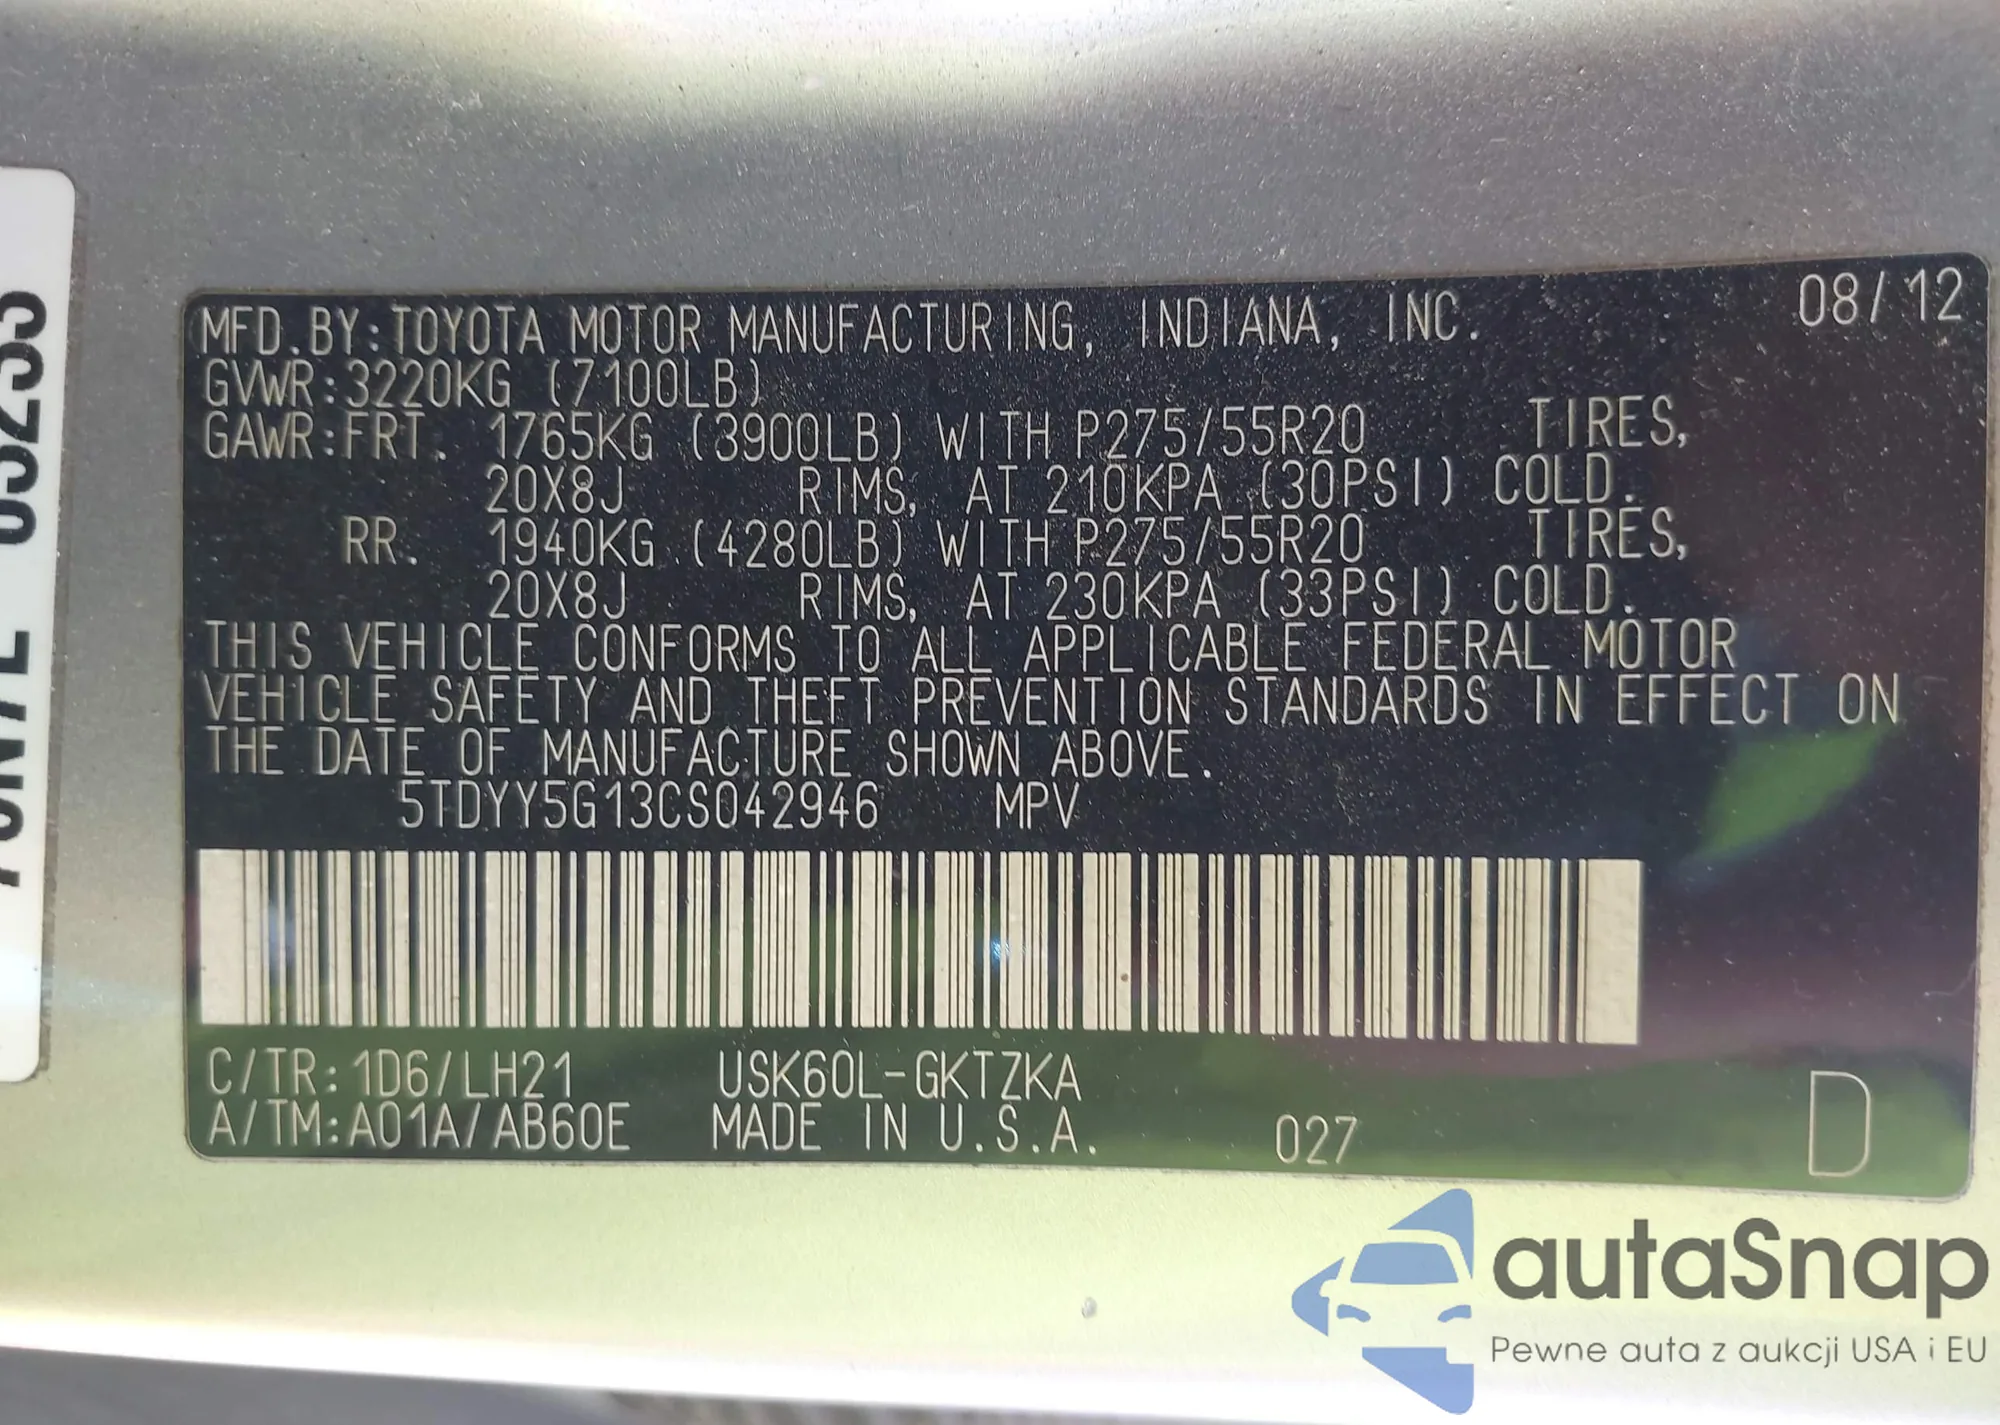 MFD.BY:TOYOTA MOTOR MANUFACTURING, INDIANA, INC. 08/12
GVWR:3220KG (7100LB)
GAWR:FRT. 1765KG (3900LB) WITH P275/55R20 TIRES,
20X8J RIMS, AT 210KPA (30PSI) COLD.
RR. 1940KG (4280LB) WITH P275/55R20 TIRES,
20X8J RIMS, AT 230KPA (33PSI) COLD.
THIS VEHICLE CONFORMS TO ALL APPLICABLE FEDERAL MOTOR
VEHICLE SAFETY AND THEFT PREVENTION STANDARDS IN EFFECT ON
THE DATE OF MANUFACTURE SHOWN ABOVE.
5TDYY5G13CS042946 MPV
C/TR:1D6/LH21 USK60L-GKTZKA
A/TM:A01A/AB60E MADE IN U.S.A. 027 D
autaSnap
Pewne auta z aukcji USA i EU